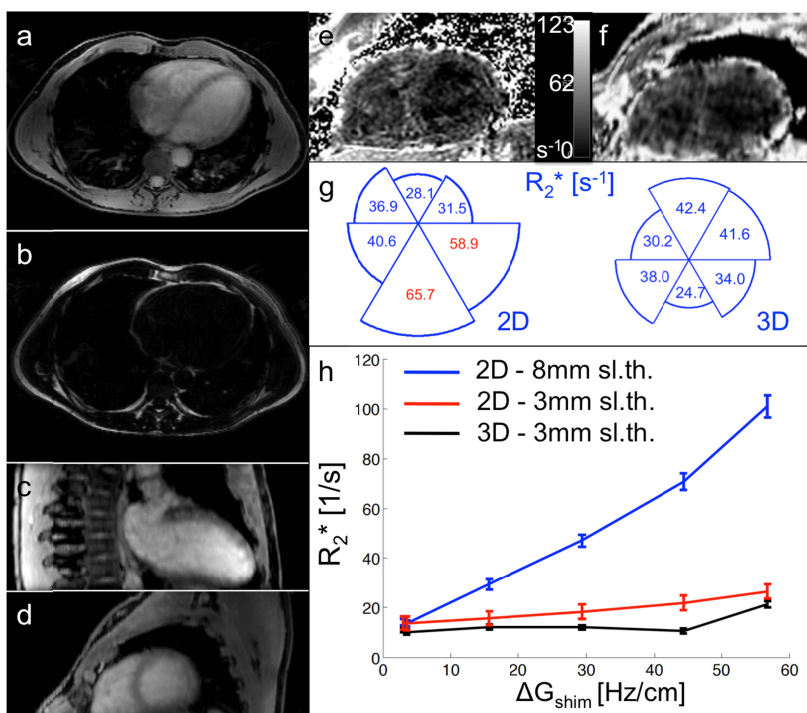 a
b
c
d
e
123
62
s⁻¹0
f
g
R₂* [s⁻¹]
36.9
28.1
31.5
40.6
58.9
65.7
2D
42.4
30.2
41.6
38.0
24.7
34.0
3D
h
2D - 8mm sl.th.
2D - 3mm sl.th.
3D - 3mm sl.th.
R₂* [1/s]
120
100
80
60
40
20
0
0 10 20 30 40 50 60
ΔG_shim [Hz/cm]